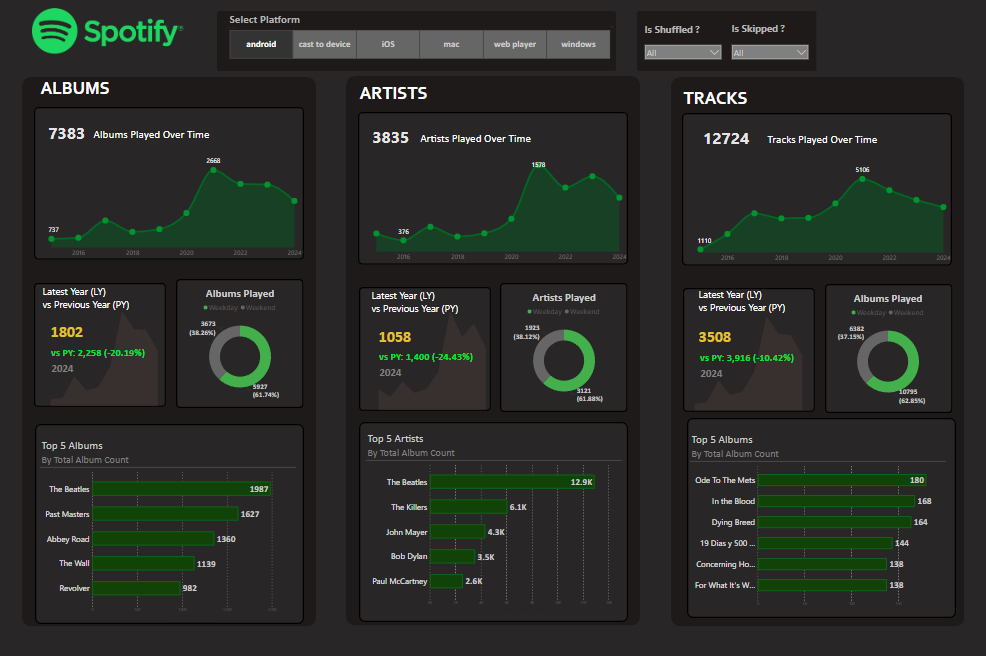 Spotify
Select Platform
android
cast to device
iOS
mac
web player
windows
Is Shuffled ?
All
Is Skipped ?
All
ALBUMS
7383 Albums Played Over Time
737
2668
2016 2018 2020 2022 2024
Latest Year (LY)
vs Previous Year (PY)
1802
vs PY: 2,258 (-20.19%)
2024
Albums Played
Weekday Weekend
3673
(38.26%)
5927
(61.74%)
Top 5 Albums
By Total Album Count
The Beatles 1987
Past Masters 1627
Abbey Road 1360
The Wall 1139
Revolver 982
ARTISTS
3835 Artists Played Over Time
376
1578
2016 2018 2020 2022 2024
Latest Year (LY)
vs Previous Year (PY)
1058
vs PY: 1,400 (-24.43%)
2024
Artists Played
Weekday Weekend
1923
(38.12%)
3121
(61.88%)
Top 5 Artists
By Total Album Count
The Beatles 12.9K
The Killers 6.1K
John Mayer 4.3K
Bob Dylan 3.5K
Paul McCartney 2.6K
TRACKS
12724 Tracks Played Over Time
1110
5106
2016 2018 2020 2022 2024
Latest Year (LY)
vs Previous Year (PY)
3508
vs PY: 3,916 (-10.42%)
2024
Albums Played
Weekday Weekend
6382
(37.15%)
10795
(62.85%)
Top 5 Albums
By Total Album Count
Ode To The Mets 180
In the Blood 168
Dying Breed 164
19 Dias y 500 ... 144
Concerning Ho... 138
For What It's W... 138